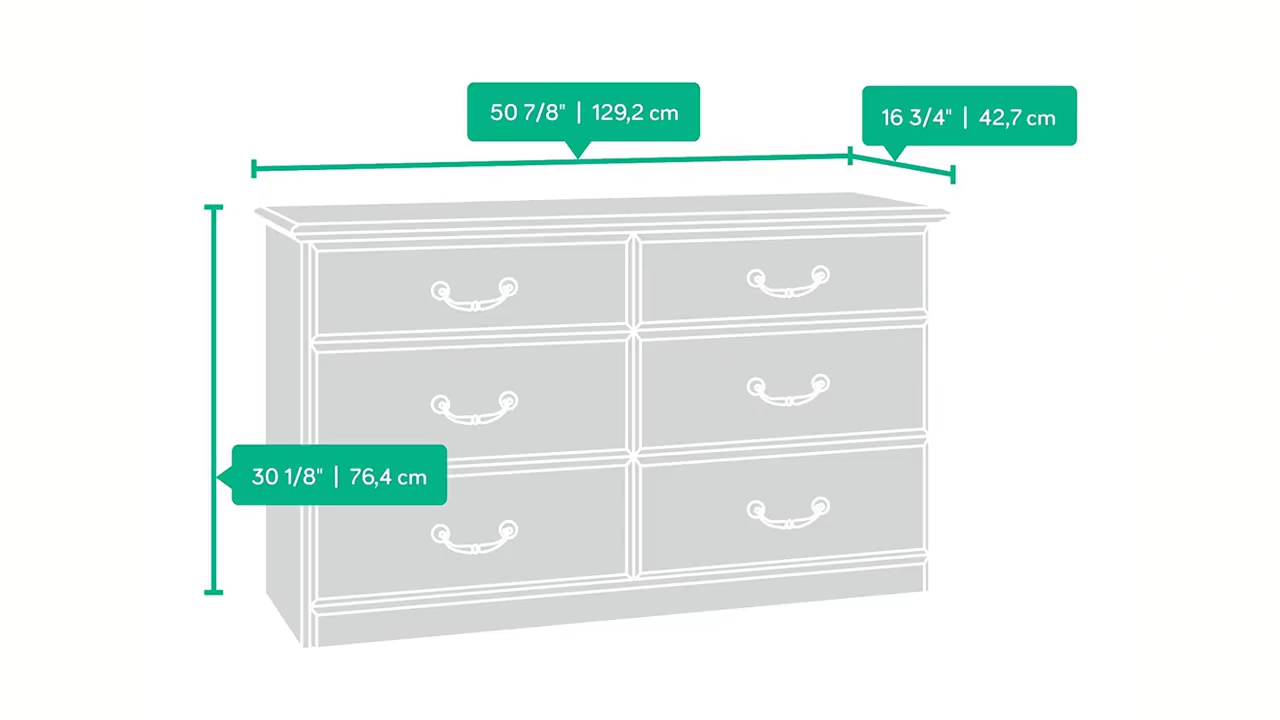 50 7/8" | 129,2 cm
16 3/4" | 42,7 cm
30 1/8" | 76,4 cm